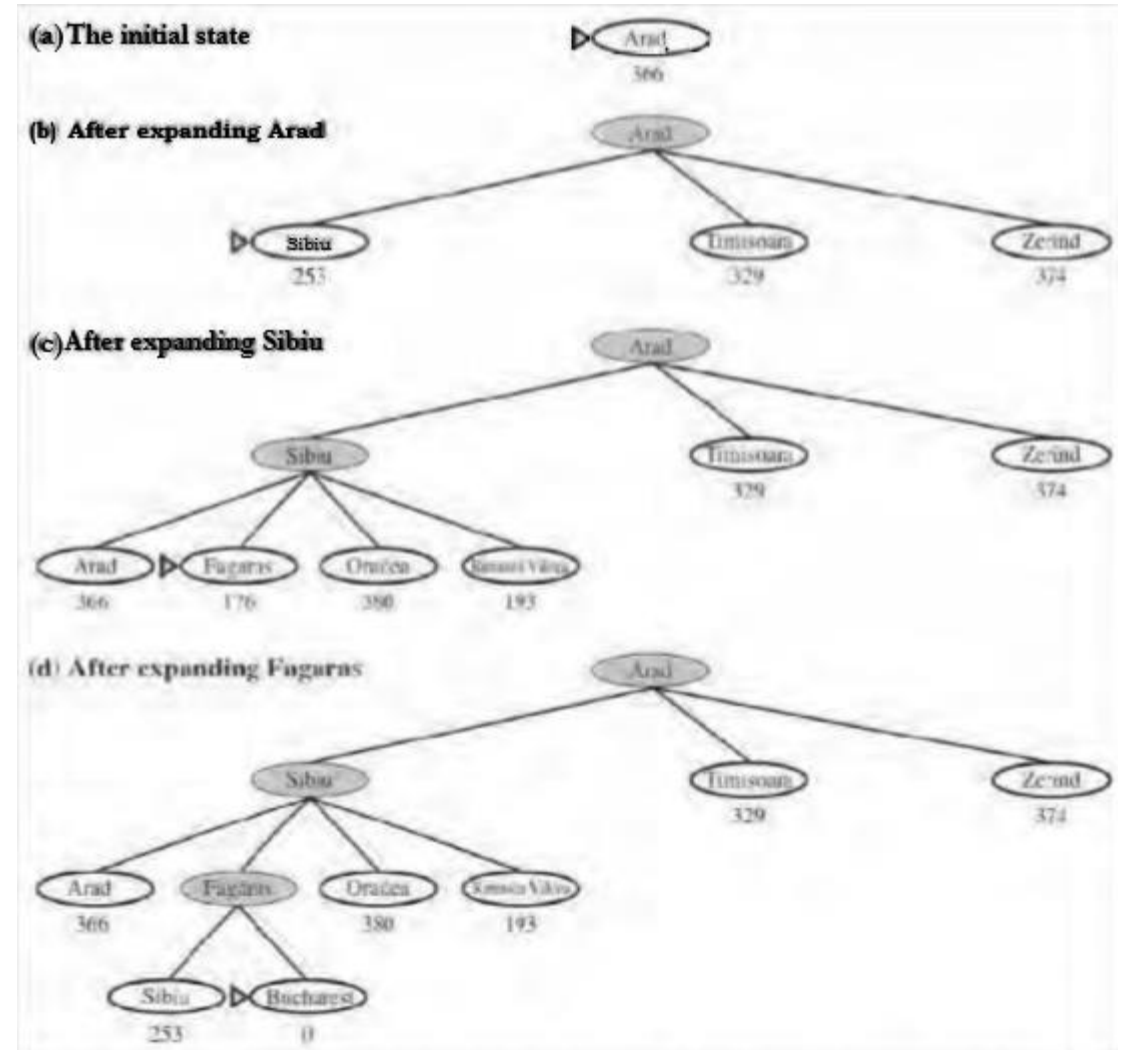 (a) The initial state
Arad
366
(b) After expanding Arad
Arad
Sibiu Timisoara Zerind
253 329 374
(c) After expanding Sibiu
Arad
Sibiu Timisoara Zerind
329 374
Arad Fagaras Oradea Rimnicu Vilcea
366 176 380 193
(d) After expanding Fagaras
Arad
Sibiu Timisoara Zerind
329 374
Arad Fagaras Oradea Rimnicu Vilcea
366 380 193
Sibiu Bucharest
253 0